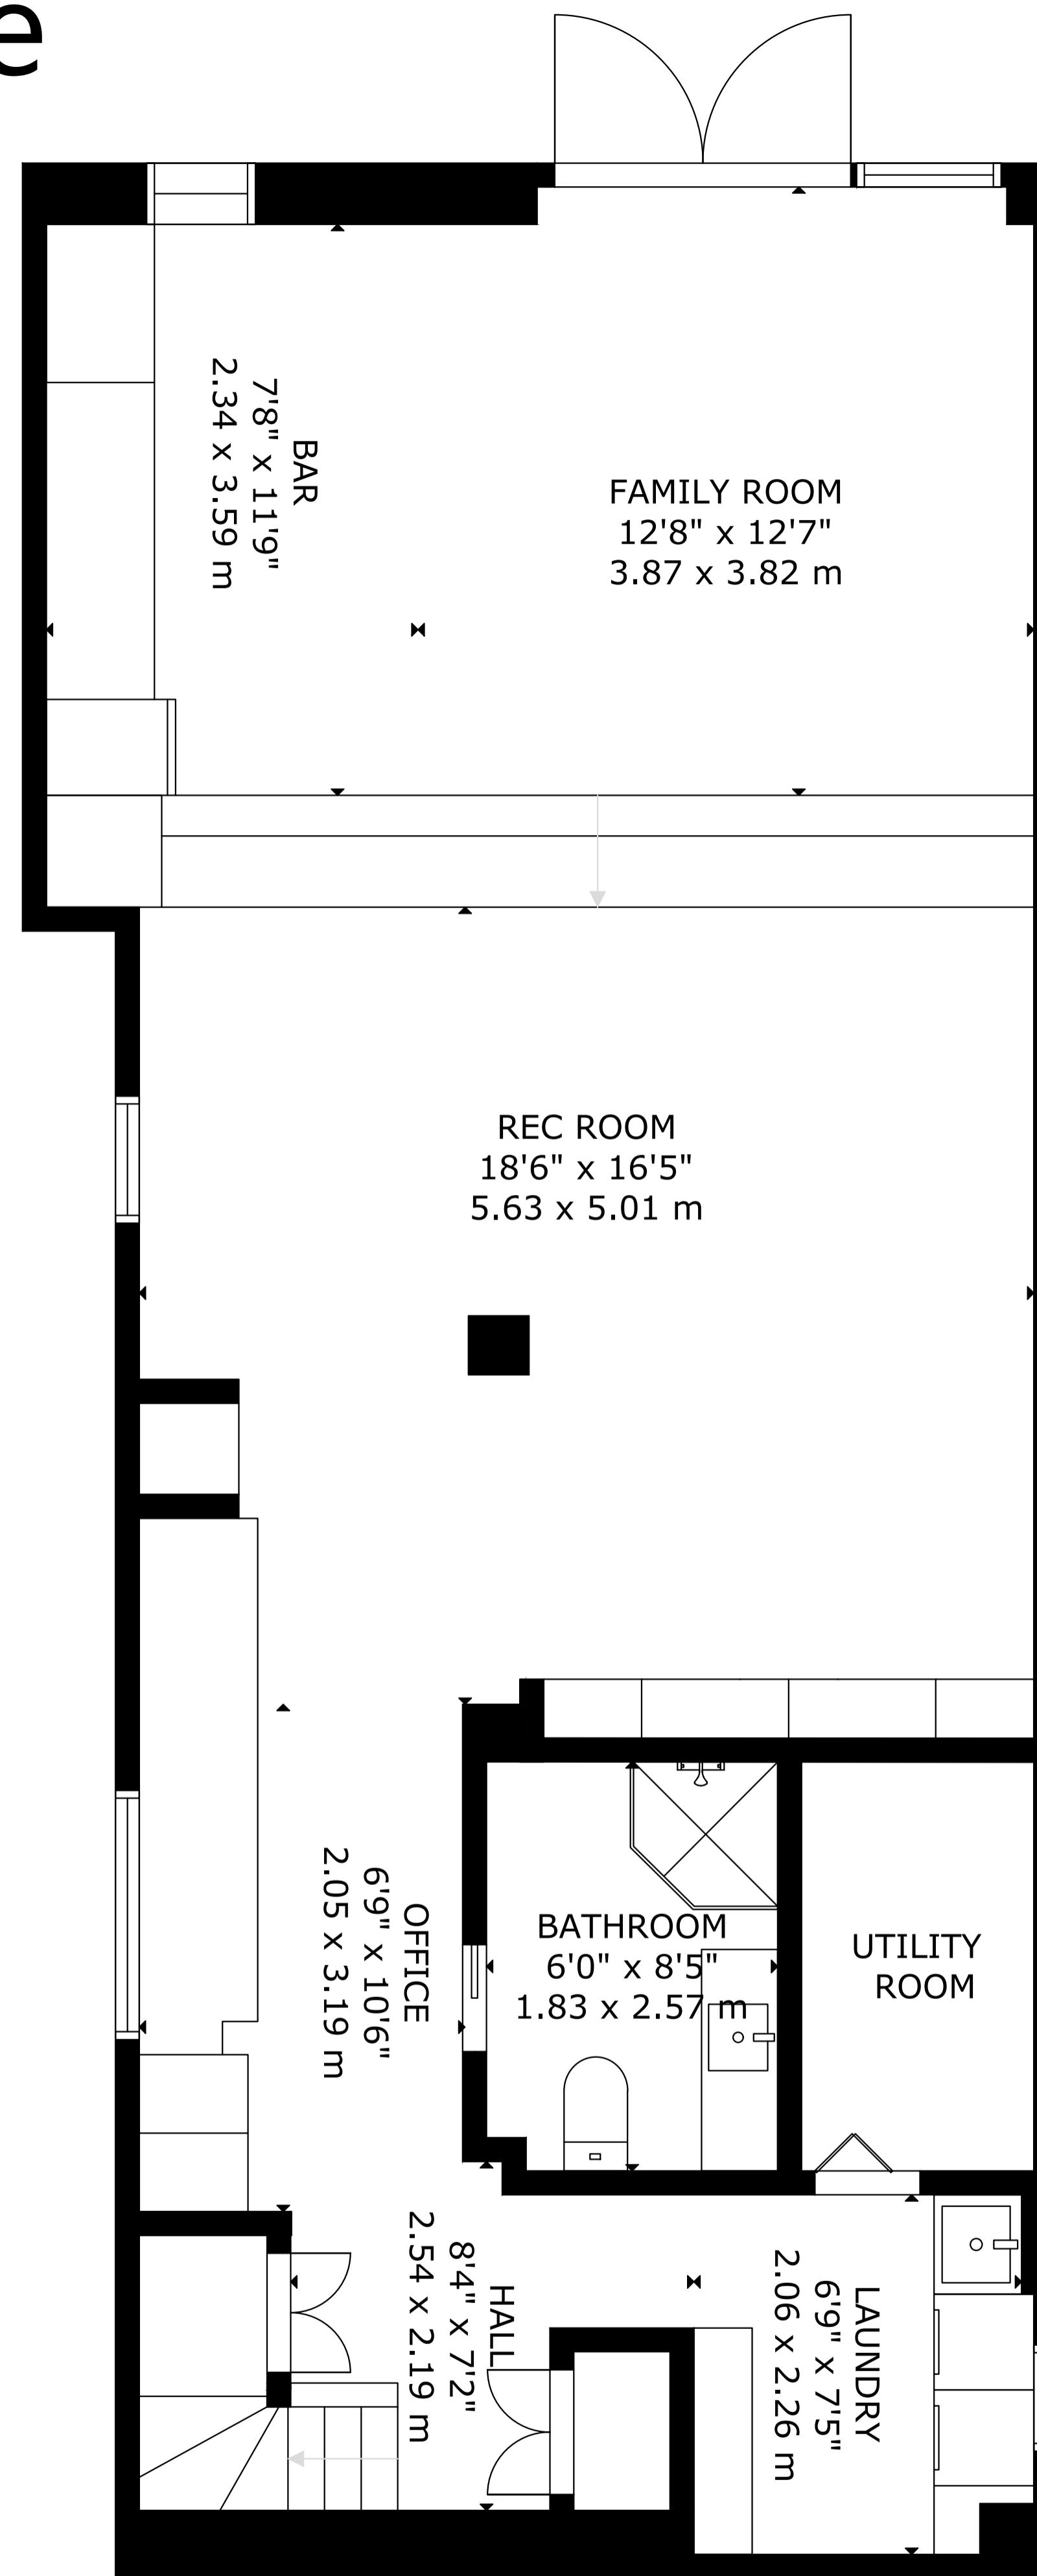 e
BAR
7'8" x 11'9"
2.34 x 3.59 m
FAMILY ROOM
12'8" x 12'7"
3.87 x 3.82 m
REC ROOM
18'6" x 16'5"
5.63 x 5.01 m
OFFICE
6'9" x 10'6"
2.05 x 3.19 m
BATHROOM
6'0" x 8'5"
1.83 x 2.57 m
UTILITY
ROOM
HALL
8'4" x 7'2"
2.54 x 2.19 m
LAUNDRY
6'9" x 7'5"
2.06 x 2.26 m